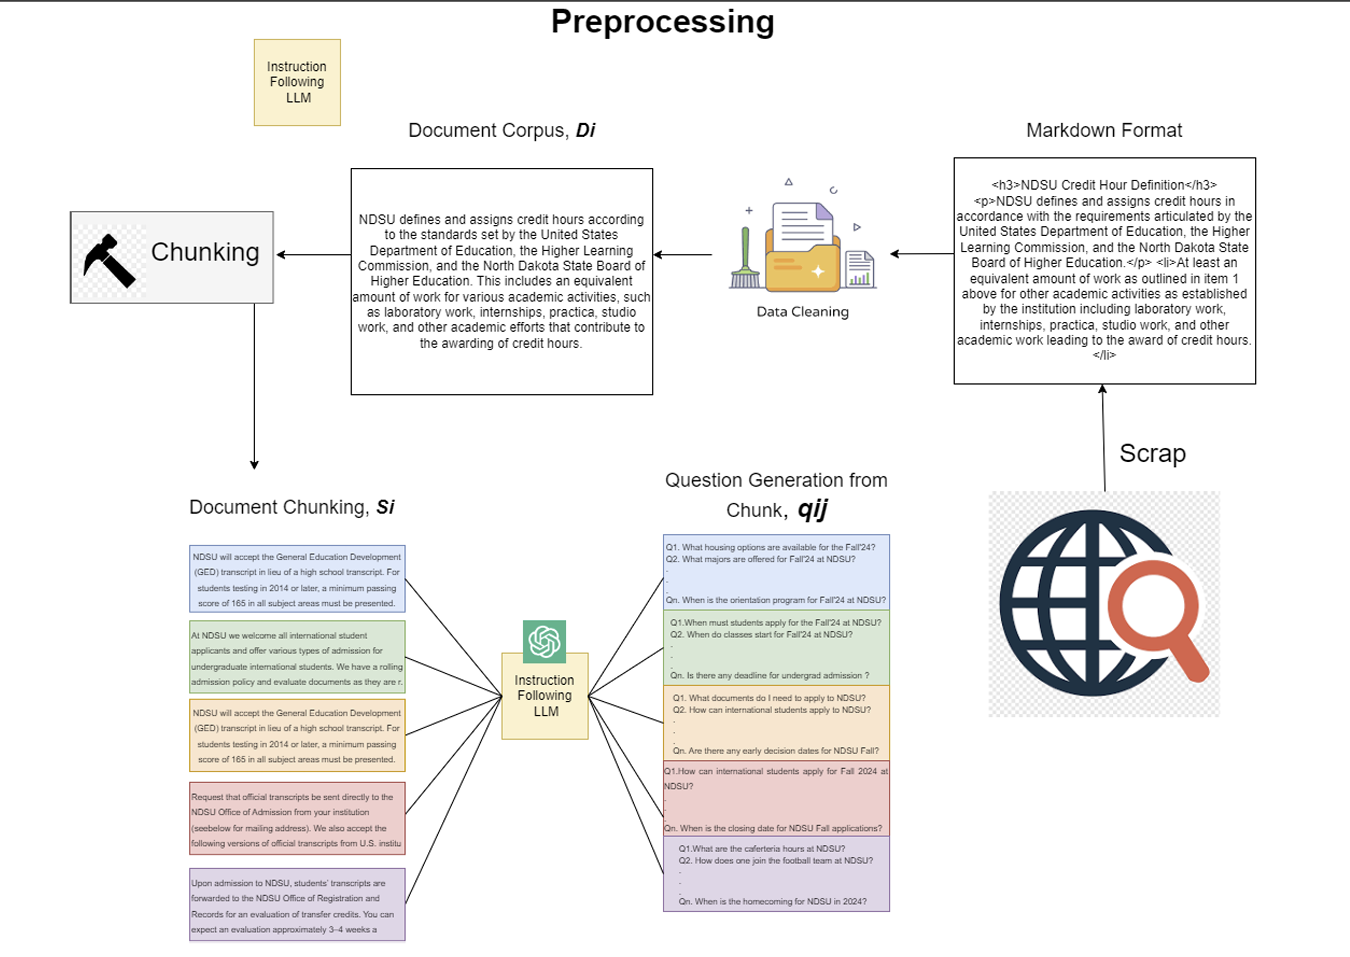 Preprocessing
Instruction
Following
LLM
Document Corpus, Di
Markdown Format
Chunking
NDSU defines and assigns credit hours according
to the standards set by the United States
Department of Education, the Higher Learning
Commission, and the North Dakota State Board of
Higher Education. This includes an equivalent
amount of work for various academic activities, such
as laboratory work, internships, practica, studio
work, and other academic efforts that contribute to
the awarding of credit hours.
Data Cleaning
<h3>NDSU Credit Hour Definition</h3>
<p>NDSU defines and assigns credit hours in
accordance with the requirements articulated by the
United States Department of Education, the Higher
Learning Commission, and the North Dakota State
Board of Higher Education.</p> <li>At least an
equivalent amount of work as outlined in item 1
above for other academic activities as established
by the institution including laboratory work,
internships, practica, studio work, and other
academic work leading to the award of credit hours.
</li>
Scrap
Document Chunking, Si
NDSU will accept the General Education Development
(GED) transcript in lieu of a high school transcript. For
students testing in 2014 or later, a minimum passing
score of 165 in all subject areas must be presented.
At NDSU we welcome all international student
applicants and offer various types of admission for
undergraduate international students. We have a rolling
admission policy and evaluate documents as they are r.
NDSU will accept the General Education Development
(GED) transcript in lieu of a high school transcript. For
students testing in 2014 or later, a minimum passing
score of 165 in all subject areas must be presented.
Request that official transcripts be sent directly to the
NDSU Office of Admission from your institution
(seebelow for mailing address). We also accept the
following versions of official transcripts from U.S. institu
Upon admission to NDSU, students' transcripts are
forwarded to the NDSU Office of Registration and
Records for an evaluation of transfer credits. You can
expect an evaluation approximately 3–4 weeks a
Instruction
Following
LLM
Question Generation from
Chunk, qij
Q1. What housing options are available for the Fall'24?
Q2. What majors are offered for Fall'24 at NDSU?
.
.
Qn. When is the orientation program for Fall'24 at NDSU?
Q1.When must students apply for the Fall'24 at NDSU?
Q2. When do classes start for Fall'24 at NDSU?
.
.
.
Qn. Is there any deadline for undergrad admission ?
Q1. What documents do I need to apply to NDSU?
Q2. How can international students apply to NDSU?
.
.
.
Qn. Are there any early decision dates for NDSU Fall?
Q1.How can international students apply for Fall 2024 at
NDSU?
.
.
Qn. When is the closing date for NDSU Fall applications?
Q1.What are the caferteria hours at NDSU?
Q2. How does one join the football team at NDSU?
.
.
.
Qn. When is the homecoming for NDSU in 2024?